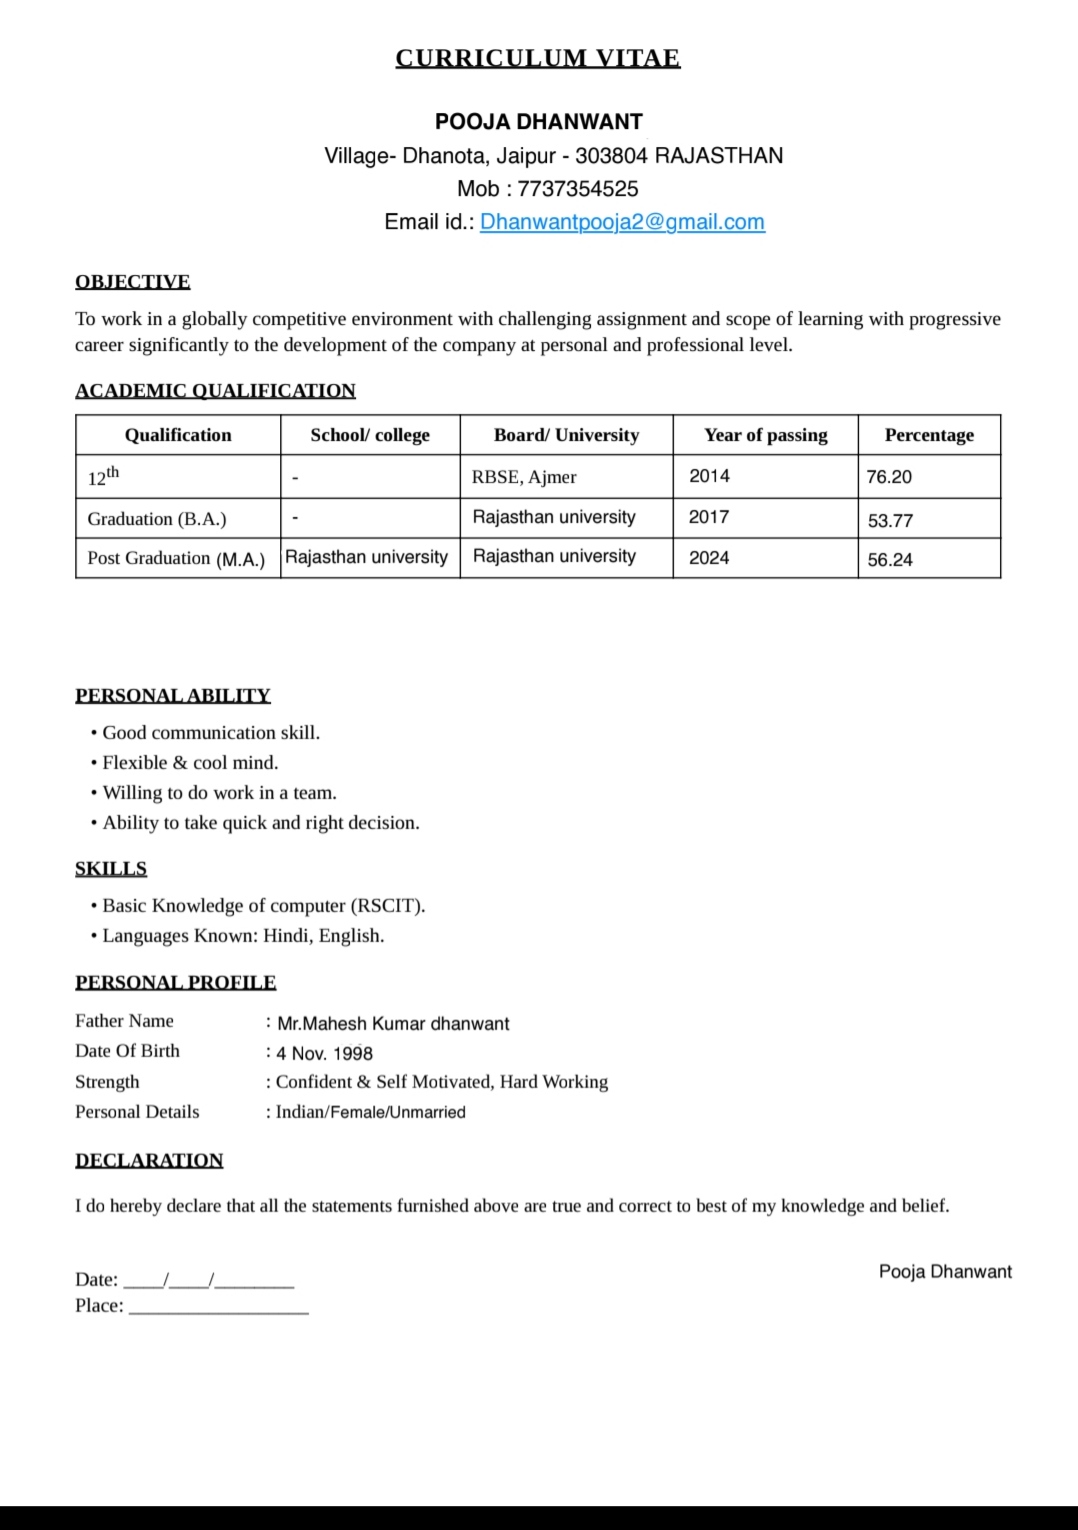 CURRICULUM VITAE
POOJA DHANWANT
Village- Dhanota, Jaipur - 303804 RAJASTHAN
Mob : 7737354525
Email id.: Dhanwantpooja2@gmail.com
OBJECTIVE
To work in a globally competitive environment with challenging assignment and scope of learning with progressive
career significantly to the development of the company at personal and professional level.
ACADEMIC QUALIFICATION
Qualification School/ college Board/ University Year of passing Percentage
12th - RBSE, Ajmer 2014 76.20
Graduation (B.A.) - Rajasthan university 2017 53.77
Post Graduation (M.A.) Rajasthan university Rajasthan university 2024 56.24
PERSONAL ABILITY
• Good communication skill.
• Flexible & cool mind.
• Willing to do work in a team.
• Ability to take quick and right decision.
SKILLS
• Basic Knowledge of computer (RSCIT).
• Languages Known: Hindi, English.
PERSONAL PROFILE
Father Name : Mr.Mahesh Kumar dhanwant
Date Of Birth : 4 Nov. 1998
Strength : Confident & Self Motivated, Hard Working
Personal Details : Indian/Female/Unmarried
DECLARATION
I do hereby declare that all the statements furnished above are true and correct to best of my knowledge and belief.
Pooja Dhanwant
Date: ____/____/________
Place: __________________